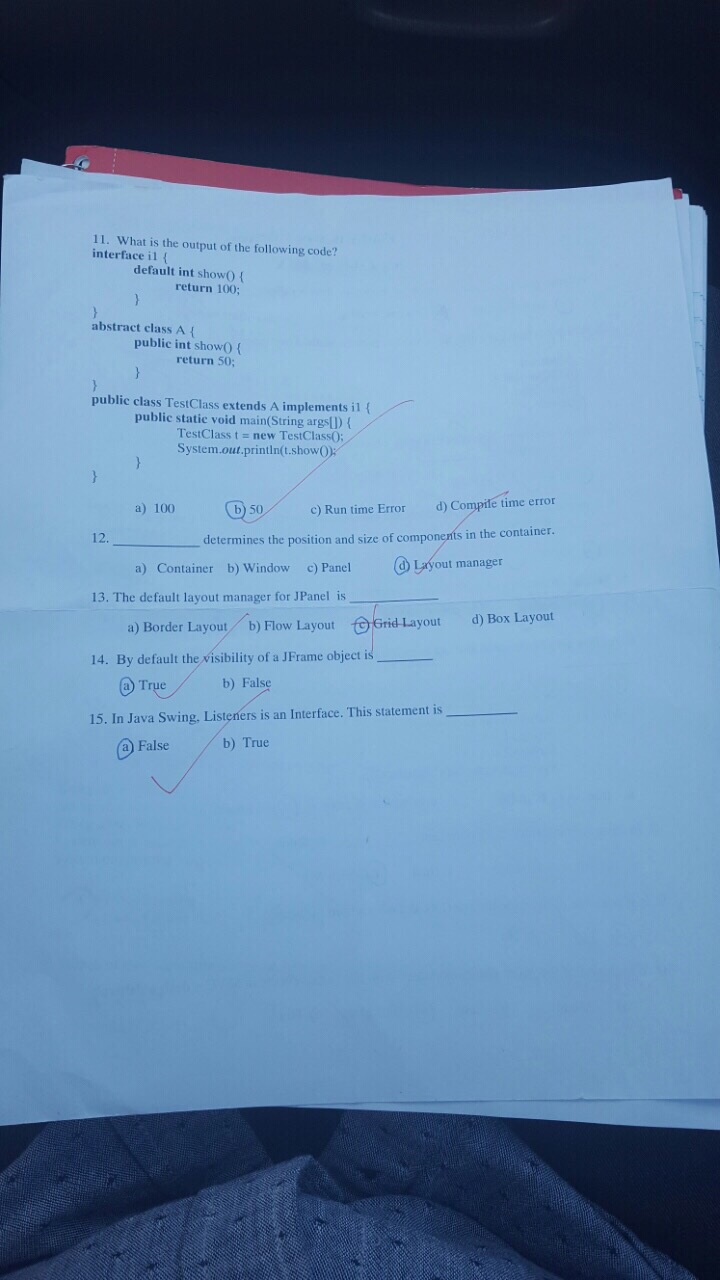 11. What is the output of the following code?
interface i1 {
default int show() {
return 100;
}
}
abstract class A {
public int show() {
return 50;
}
}
public class TestClass extends A implements i1 {
public static void main(String args[]) {
TestClass t = new TestClass();
System.out.println(t.show());
}
}
a) 100 b) 50 c) Run time Error d) Compile time error
12. __________ determines the position and size of components in the container.
a) Container b) Window c) Panel d) Layout manager
13. The default layout manager for JPanel is __________
a) Border Layout b) Flow Layout c) Grid Layout d) Box Layout
14. By default the visibility of a JFrame object is ______
a) True b) False
15. In Java Swing, Listeners is an Interface. This statement is ________
a) False b) True